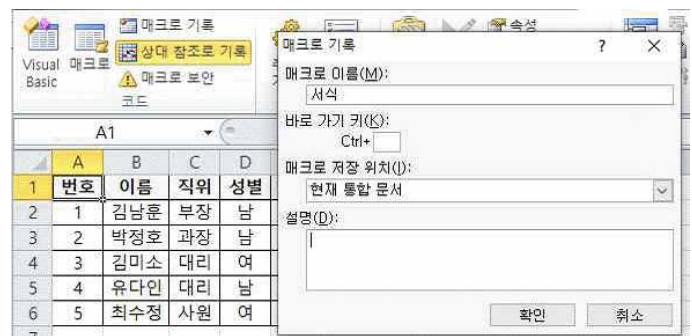 Visual Basic
매크로
매크로 기록
상대 참조로 기록
매크로 보안
코드
속성
A1
A B C D
1 번호 이름 직위 성별
2 1 김남훈 부장 남
3 2 박정호 과장 남
4 3 김미소 대리 여
5 4 유다인 대리 남
6 5 최수정 사원 여
매크로 기록 ? ×
매크로 이름(M):
서식
바로 가기 키(K):
Ctrl+
매크로 저장 위치(I):
현재 통합 문서
설명(D):
확인 취소